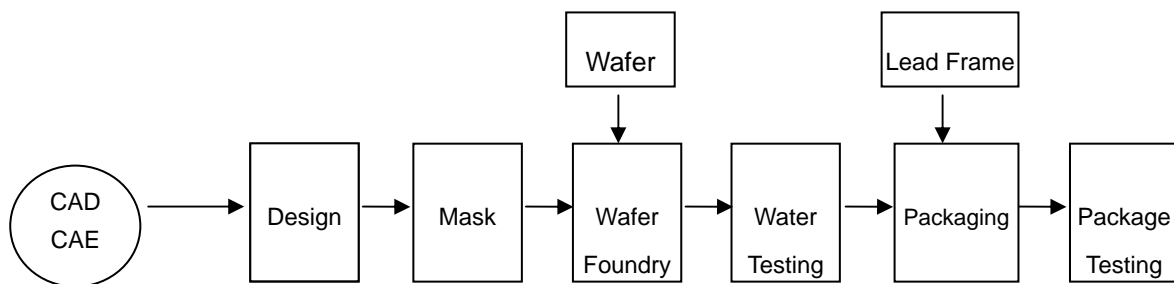 Wafer
Lead Frame
CAD
CAE
Design
Mask
Wafer
Foundry
Water
Testing
Packaging
Package
Testing